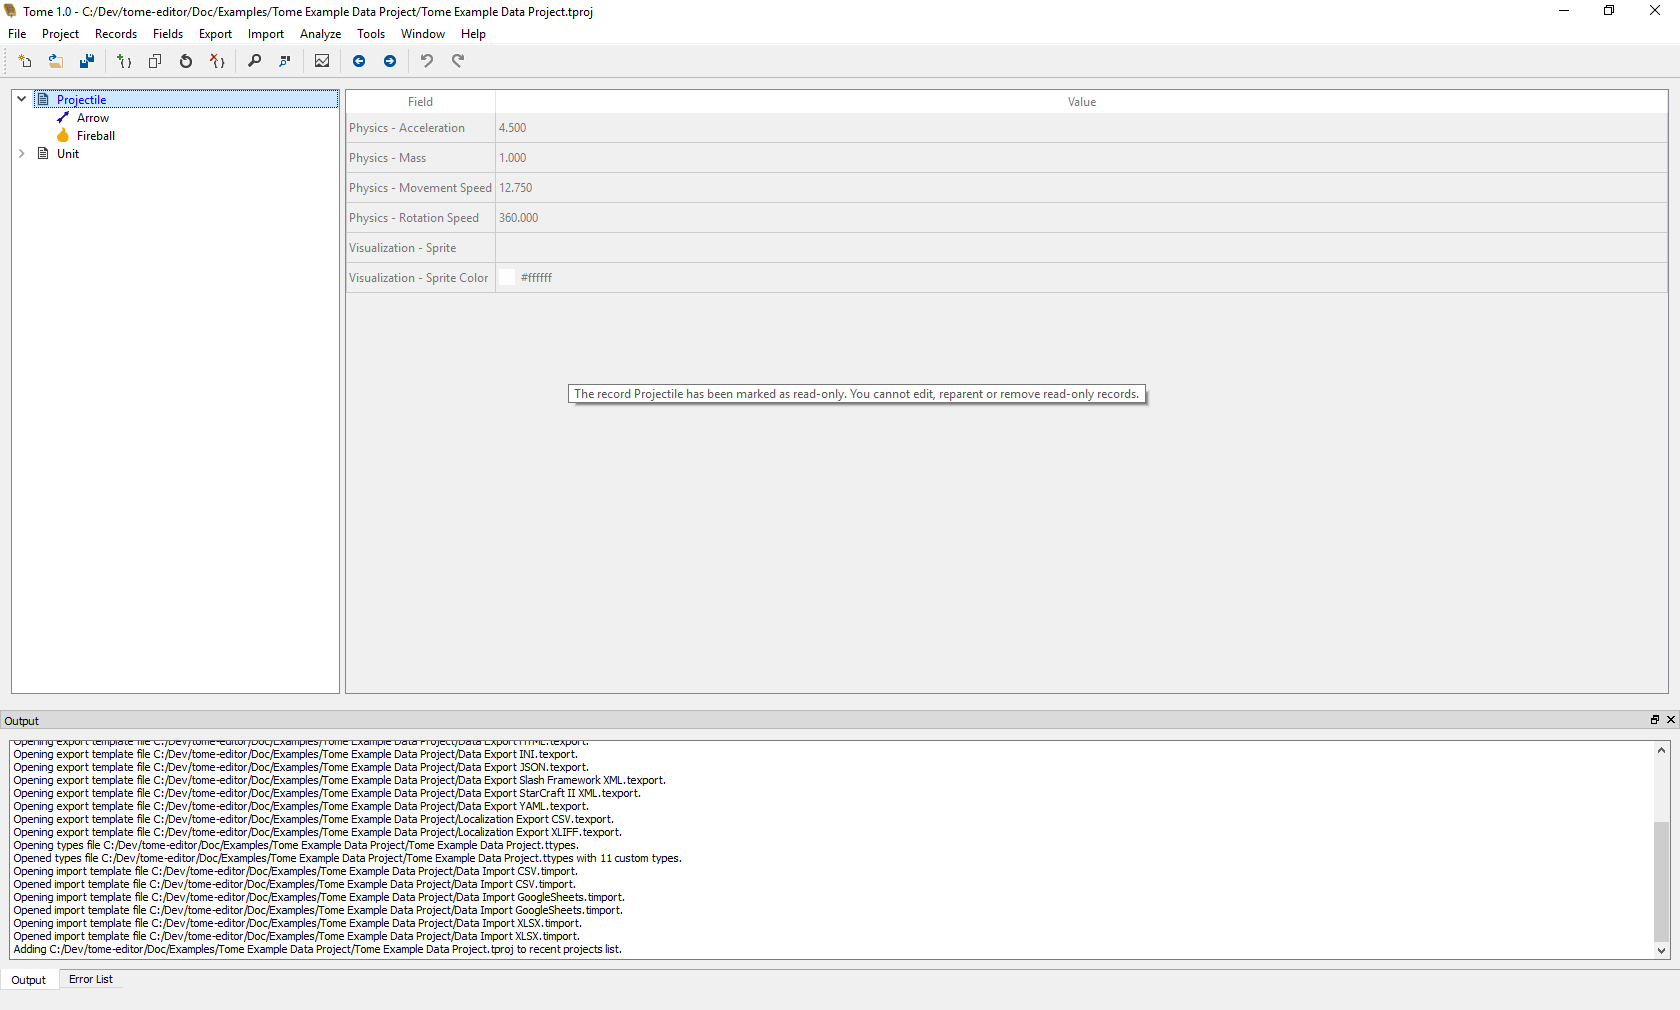 Tome 1.0 - C:/Dev/tome-editor/Doc/Examples/Tome Example Data Project/Tome Example Data Project.tproj
File Project Records Fields Export Import Analyze Tools Window Help
Projectile
Arrow
Fireball
Unit
Field Value
Physics - Acceleration 4.500
Physics - Mass 1.000
Physics - Movement Speed 12.750
Physics - Rotation Speed 360.000
Visualization - Sprite
Visualization - Sprite Color #ffffff
The record Projectile has been marked as read-only. You cannot edit, reparent or remove read-only records.
Output
Opening export template file C:/Dev/tome-editor/Doc/Examples/Tome Example Data Project/Data Export HTML.texport.
Opening export template file C:/Dev/tome-editor/Doc/Examples/Tome Example Data Project/Data Export INI.texport.
Opening export template file C:/Dev/tome-editor/Doc/Examples/Tome Example Data Project/Data Export JSON.texport.
Opening export template file C:/Dev/tome-editor/Doc/Examples/Tome Example Data Project/Data Export Slash Framework XML.texport.
Opening export template file C:/Dev/tome-editor/Doc/Examples/Tome Example Data Project/Data Export StarCraft II XML.texport.
Opening export template file C:/Dev/tome-editor/Doc/Examples/Tome Example Data Project/Data Export YAML.texport.
Opening export template file C:/Dev/tome-editor/Doc/Examples/Tome Example Data Project/Localization Export CSV.texport.
Opening export template file C:/Dev/tome-editor/Doc/Examples/Tome Example Data Project/Localization Export XLIFF.texport.
Opening types file C:/Dev/tome-editor/Doc/Examples/Tome Example Data Project/Tome Example Data Project.ttypes.
Opened types file C:/Dev/tome-editor/Doc/Examples/Tome Example Data Project/Tome Example Data Project.ttypes with 11 custom types.
Opening import template file C:/Dev/tome-editor/Doc/Examples/Tome Example Data Project/Data Import CSV.timport.
Opened import template file C:/Dev/tome-editor/Doc/Examples/Tome Example Data Project/Data Import CSV.timport.
Opening import template file C:/Dev/tome-editor/Doc/Examples/Tome Example Data Project/Data Import GoogleSheets.timport.
Opened import template file C:/Dev/tome-editor/Doc/Examples/Tome Example Data Project/Data Import GoogleSheets.timport.
Opening import template file C:/Dev/tome-editor/Doc/Examples/Tome Example Data Project/Data Import XLSX.timport.
Opened import template file C:/Dev/tome-editor/Doc/Examples/Tome Example Data Project/Data Import XLSX.timport.
Adding C:/Dev/tome-editor/Doc/Examples/Tome Example Data Project/Tome Example Data Project.tproj to recent projects list.
Output Error List